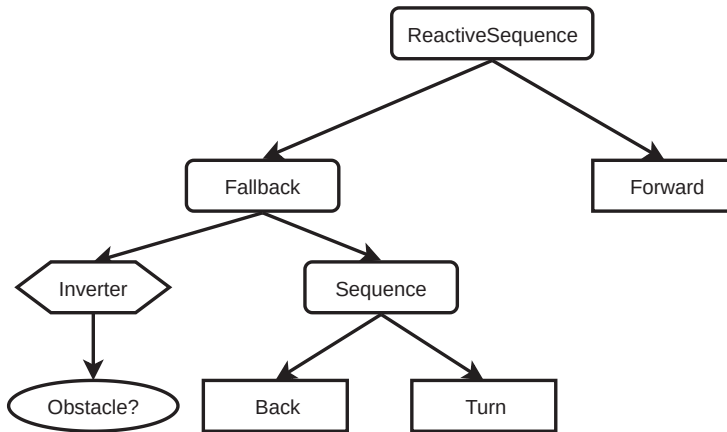 ReactiveSequence
Fallback
Forward
Inverter
Sequence
Obstacle?
Back
Turn